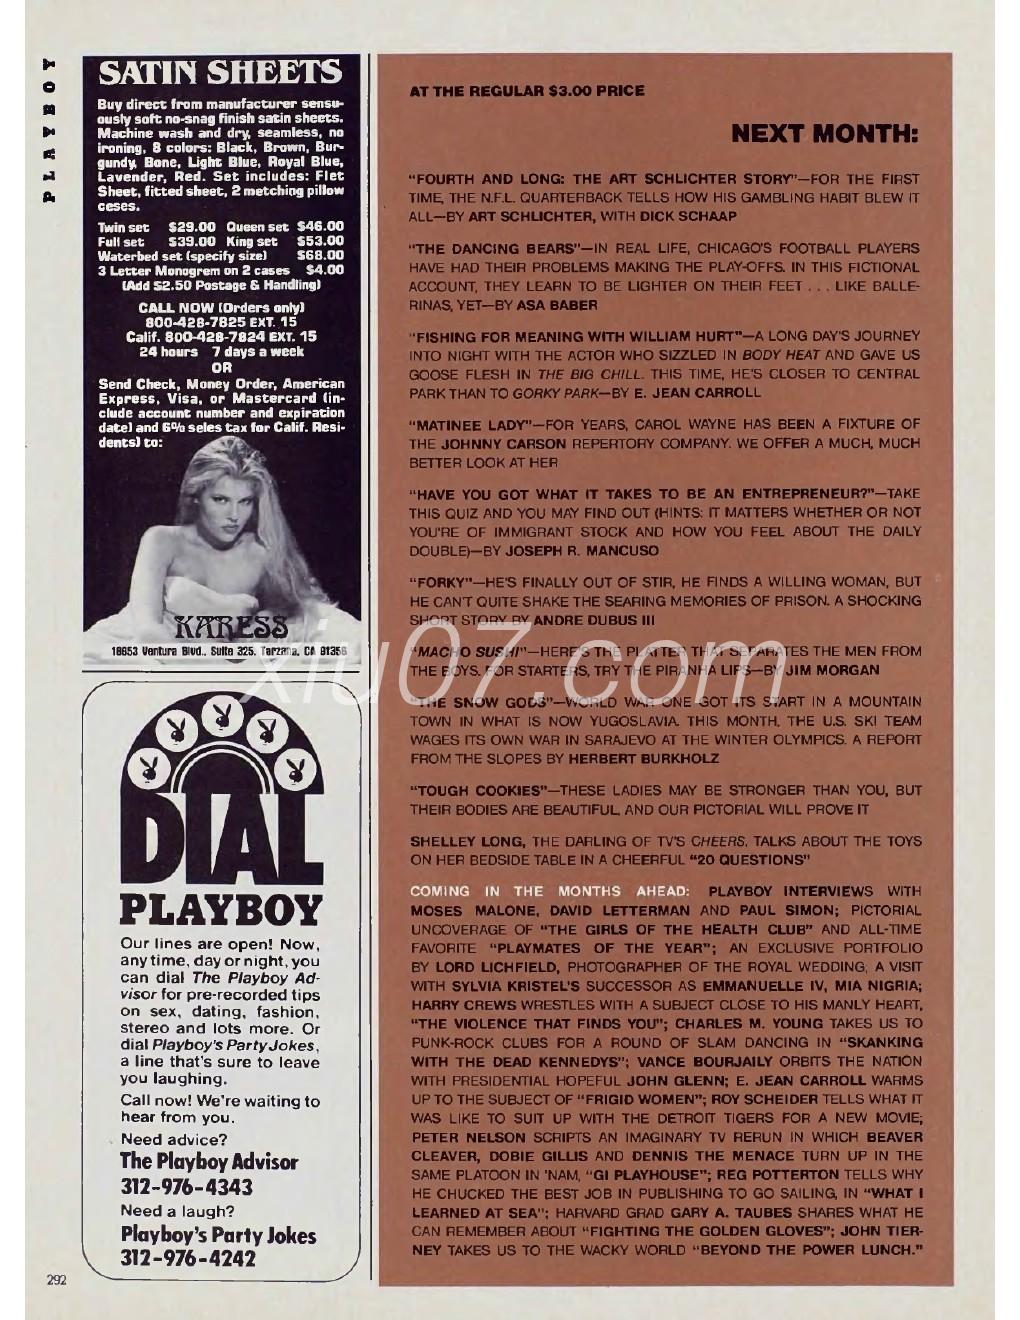 PLAYBOY
SATIN SHEETS
Buy direct from manufacturer sensu-
ously soft no-snag finish satin sheets.
Machine wash and dry, seamless, no
ironing, 8 colors: Black, Brown, Bur-
gundy, Bone, Light Blue, Royal Blue,
Lavender, Red. Set includes: Flet
Sheet, fitted sheet, 2 metching pillow
ceses.
Twin set $29.00 Queen set $46.00
Full set $39.00 King set $53.00
Waterbed set (specify size) $68.00
3 Letter Monogrem on 2 cases $4.00
(Add $2.50 Postage & Handling)
CALL NOW (Orders only)
800-428-7825 EXT. 15
Calif. 800-428-7824 EXT. 15
24 hours 7 days a week
OR
Send Check, Money Order, American
Express, Visa, or Mastercard (in-
clude account number and expiration
date) and 6% seles tax for Calif. Resi-
dents) to:
KARESS
18653 Ventura Blvd., Suite 325, Tarzana, CA 91356
DIAL
PLAYBOY
Our lines are open! Now,
any time, day or night, you
can dial The Playboy Ad-
visor for pre-recorded tips
on sex, dating, fashion,
stereo and lots more. Or
dial Playboy's Party Jokes,
a line that's sure to leave
you laughing.
Call now! We're waiting to
hear from you.
Need advice?
The Playboy Advisor
312-976-4343
Need a laugh?
Playboy's Party Jokes
312-976-4242
292
AT THE REGULAR $3.00 PRICE
NEXT MONTH:
"FOURTH AND LONG: THE ART SCHLICHTER STORY"—FOR THE FIRST
TIME, THE N.F.L. QUARTERBACK TELLS HOW HIS GAMBLING HABIT BLEW IT
ALL—BY ART SCHLICHTER, WITH DICK SCHAAP
"THE DANCING BEARS"—IN REAL LIFE, CHICAGO'S FOOTBALL PLAYERS
HAVE HAD THEIR PROBLEMS MAKING THE PLAY-OFFS. IN THIS FICTIONAL
ACCOUNT, THEY LEARN TO BE LIGHTER ON THEIR FEET . . . LIKE BALLE-
RINAS, YET—BY ASA BABER
"FISHING FOR MEANING WITH WILLIAM HURT"—A LONG DAY'S JOURNEY
INTO NIGHT WITH THE ACTOR WHO SIZZLED IN BODY HEAT AND GAVE US
GOOSE FLESH IN THE BIG CHILL. THIS TIME, HE'S CLOSER TO CENTRAL
PARK THAN TO GORKY PARK—BY E. JEAN CARROLL
"MATINEE LADY"—FOR YEARS, CAROL WAYNE HAS BEEN A FIXTURE OF
THE JOHNNY CARSON REPERTORY COMPANY. WE OFFER A MUCH, MUCH
BETTER LOOK AT HER
"HAVE YOU GOT WHAT IT TAKES TO BE AN ENTREPRENEUR?"—TAKE
THIS QUIZ AND YOU MAY FIND OUT (HINTS: IT MATTERS WHETHER OR NOT
YOU'RE OF IMMIGRANT STOCK AND HOW YOU FEEL ABOUT THE DAILY
DOUBLE)—BY JOSEPH R. MANCUSO
"FORKY"—HE'S FINALLY OUT OF STIR, HE FINDS A WILLING WOMAN, BUT
HE CAN'T QUITE SHAKE THE SEARING MEMORIES OF PRISON. A SHOCKING
SHORT STORY BY ANDRE DUBUS III
"MACHO SUSHI"—HERE'S THE PLATTER THAT SEPARATES THE MEN FROM
THE BOYS. FOR STARTERS, TRY THE PIRANHA LIPS—BY JIM MORGAN
"THE SNOW GODS"—WORLD WAR ONE GOT ITS START IN A MOUNTAIN
TOWN IN WHAT IS NOW YUGOSLAVIA. THIS MONTH, THE U.S. SKI TEAM
WAGES ITS OWN WAR IN SARAJEVO AT THE WINTER OLYMPICS. A REPORT
FROM THE SLOPES BY HERBERT BURKHOLZ
"TOUGH COOKIES"—THESE LADIES MAY BE STRONGER THAN YOU, BUT
THEIR BODIES ARE BEAUTIFUL, AND OUR PICTORIAL WILL PROVE IT
SHELLEY LONG, THE DARLING OF TV'S CHEERS, TALKS ABOUT THE TOYS
ON HER BEDSIDE TABLE IN A CHEERFUL "20 QUESTIONS"
COMING IN THE MONTHS AHEAD: PLAYBOY INTERVIEWS WITH
MOSES MALONE, DAVID LETTERMAN AND PAUL SIMON; PICTORIAL
UNCOVERAGE OF "THE GIRLS OF THE HEALTH CLUB" AND ALL-TIME
FAVORITE "PLAYMATES OF THE YEAR"; AN EXCLUSIVE PORTFOLIO
BY LORD LICHFIELD, PHOTOGRAPHER OF THE ROYAL WEDDING; A VISIT
WITH SYLVIA KRISTEL'S SUCCESSOR AS EMMANUELLE IV, MIA NIGRIA;
HARRY CREWS WRESTLES WITH A SUBJECT CLOSE TO HIS MANLY HEART,
"THE VIOLENCE THAT FINDS YOU"; CHARLES M. YOUNG TAKES US TO
PUNK-ROCK CLUBS FOR A ROUND OF SLAM DANCING IN "SKANKING
WITH THE DEAD KENNEDYS"; VANCE BOURJAILY ORBITS THE NATION
WITH PRESIDENTIAL HOPEFUL JOHN GLENN; E. JEAN CARROLL WARMS
UP TO THE SUBJECT OF "FRIGID WOMEN"; ROY SCHEIDER TELLS WHAT IT
WAS LIKE TO SUIT UP WITH THE DETROIT TIGERS FOR A NEW MOVIE;
PETER NELSON SCRIPTS AN IMAGINARY TV RERUN IN WHICH BEAVER
CLEAVER, DOBIE GILLIS AND DENNIS THE MENACE TURN UP IN THE
SAME PLATOON IN 'NAM, "GI PLAYHOUSE"; REG POTTERTON TELLS WHY
HE CHUCKED THE BEST JOB IN PUBLISHING TO GO SAILING, IN "WHAT I
LEARNED AT SEA"; HARVARD GRAD GARY A. TAUBES SHARES WHAT HE
CAN REMEMBER ABOUT "FIGHTING THE GOLDEN GLOVES"; JOHN TIER-
NEY TAKES US TO THE WACKY WORLD "BEYOND THE POWER LUNCH."
xiu07.com